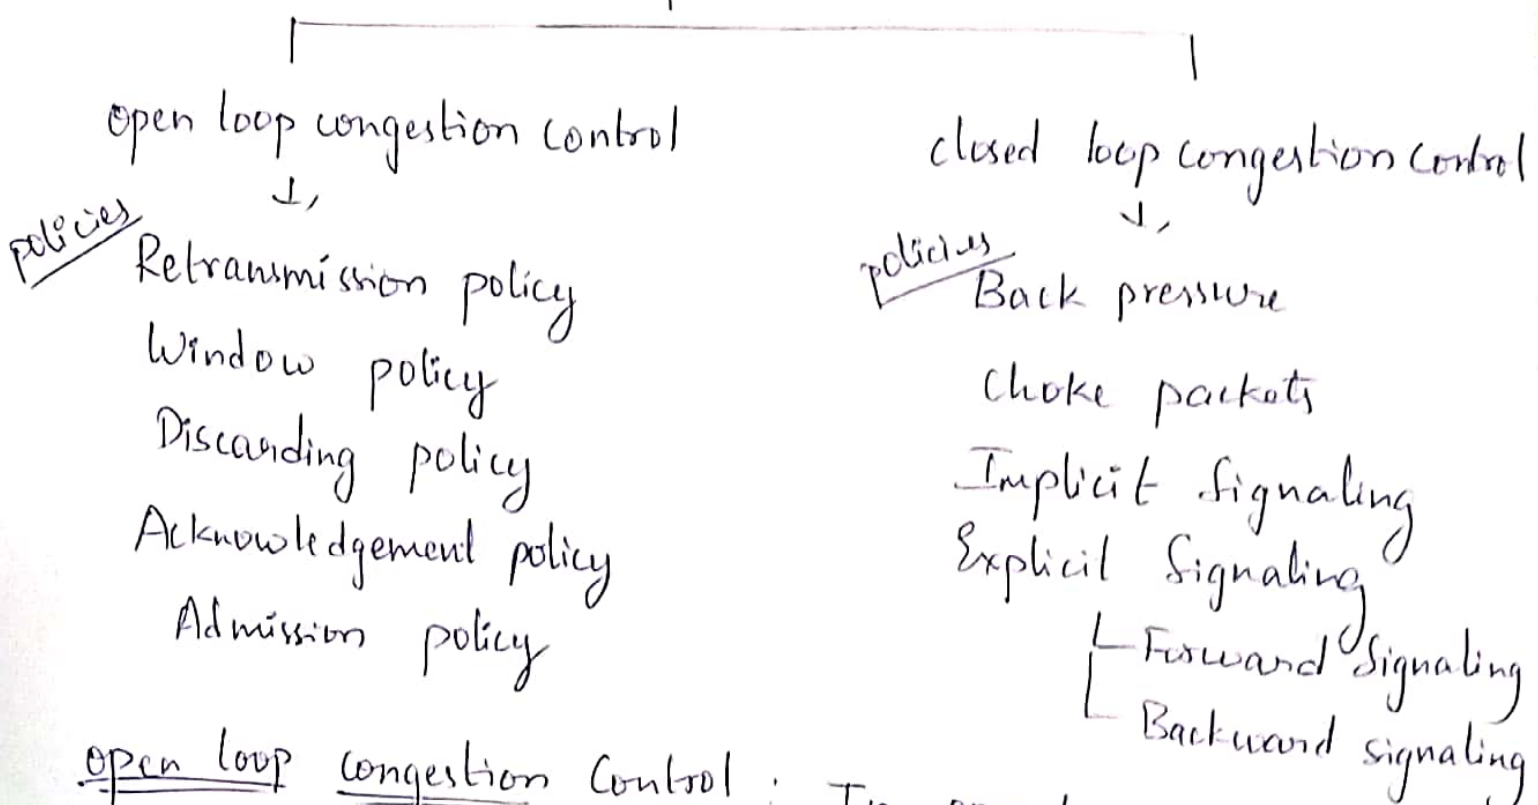 open loop congestion control
policies
Retransmission policy
Window policy
Discarding policy
Acknowledgement policy
Admission policy
closed loop congestion control
policies
Back pressure
Choke packets
Implicit Signaling
Explicit Signaling
Forward Signaling
Backward signaling
open loop congestion Control :